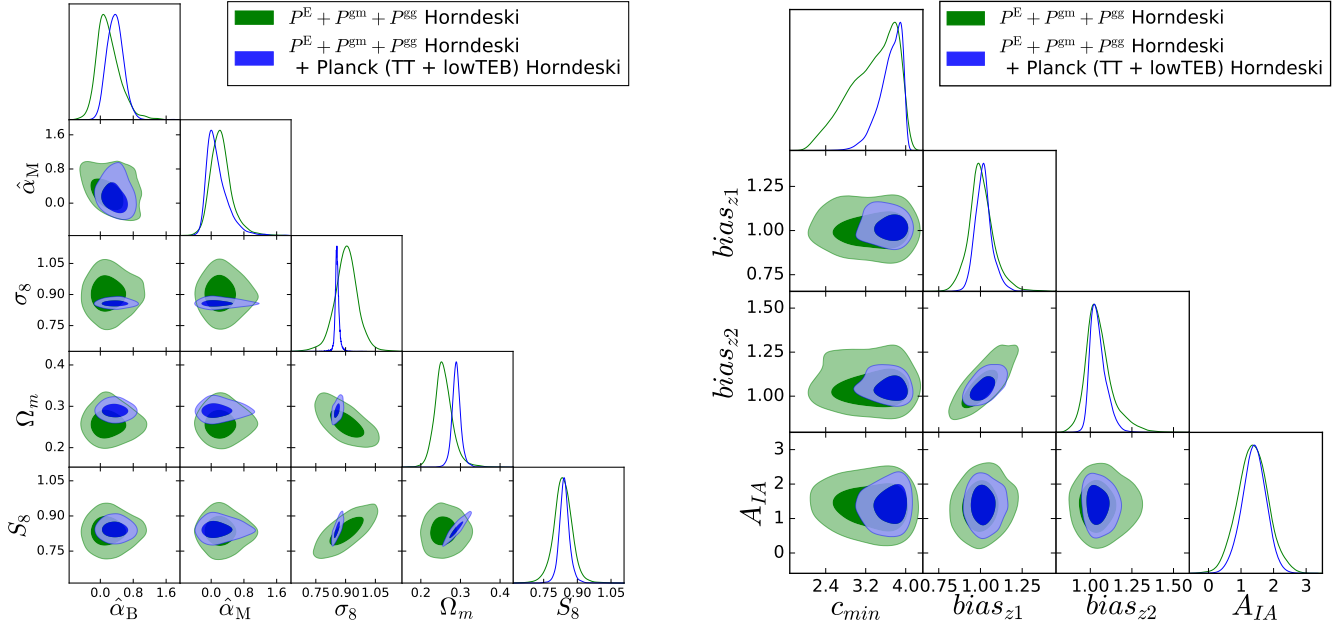 P^E + P^gm + P^gg Horndeski
P^E + P^gm + P^gg Horndeski
+ Planck (TT + lowTEB) Horndeski
α̂_M
1.6
0.8
0.0
σ_8
1.05
0.90
0.75
Ω_m
0.4
0.3
0.2
S_8
1.05
0.90
0.75
0.0 0.8 1.6
0.0 0.8 1.6
0.75 0.90 1.05
0.2 0.3 0.4
0.75 0.90 1.05
α̂_B
α̂_M
σ_8
Ω_m
S_8
P^E + P^gm + P^gg Horndeski
P^E + P^gm + P^gg Horndeski
+ Planck (TT + lowTEB) Horndeski
bias_z1
1.25
1.00
0.75
bias_z2
1.50
1.25
1.00
A_IA
3
2
1
0
2.4 3.2 4.0
0.75 1.00 1.25
1.00 1.25 1.50
0 1 2 3
c_min
bias_z1
bias_z2
A_IA